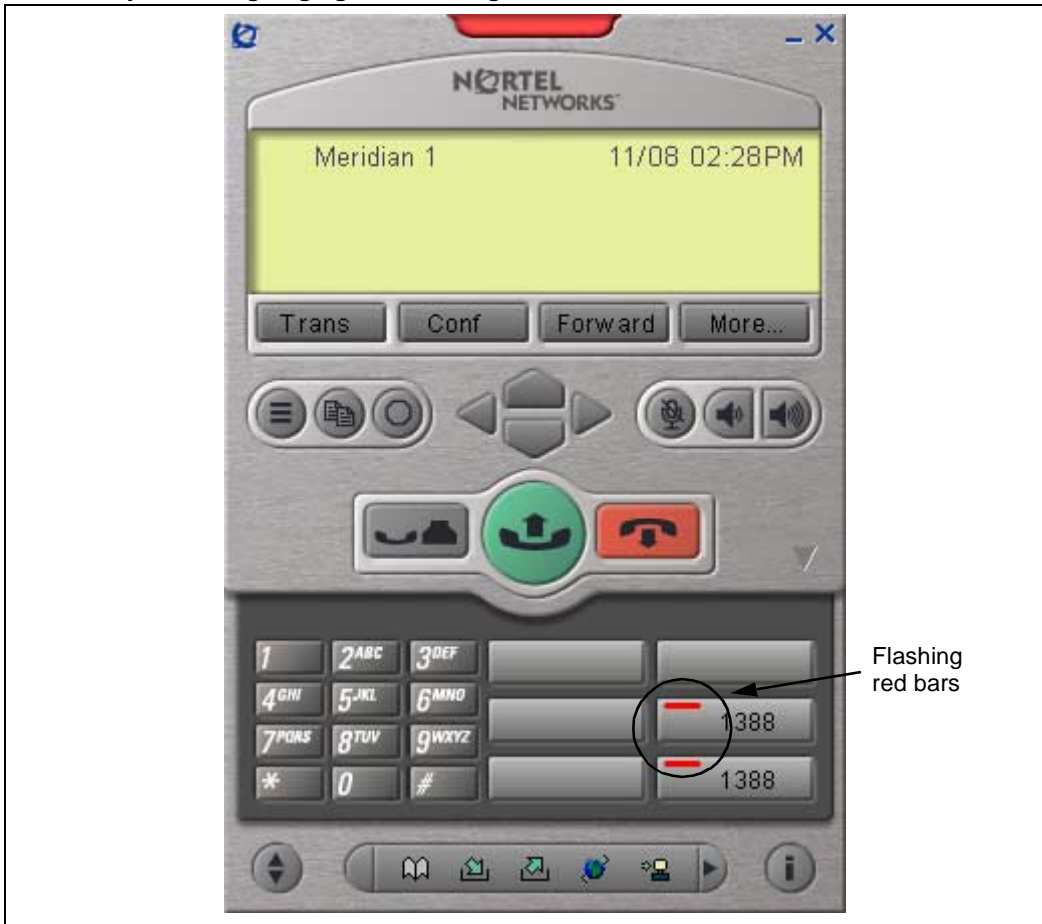 NORTEL
NETWORKS
Meridian 1 11/08 02:28PM
Trans Conf Forward More...
1 2ABC 3DEF
4GHI 5JKL 6MNO
7PQRS 8TUV 9WXYZ
* 0 #
Flashing
red bars
1388
1388
i